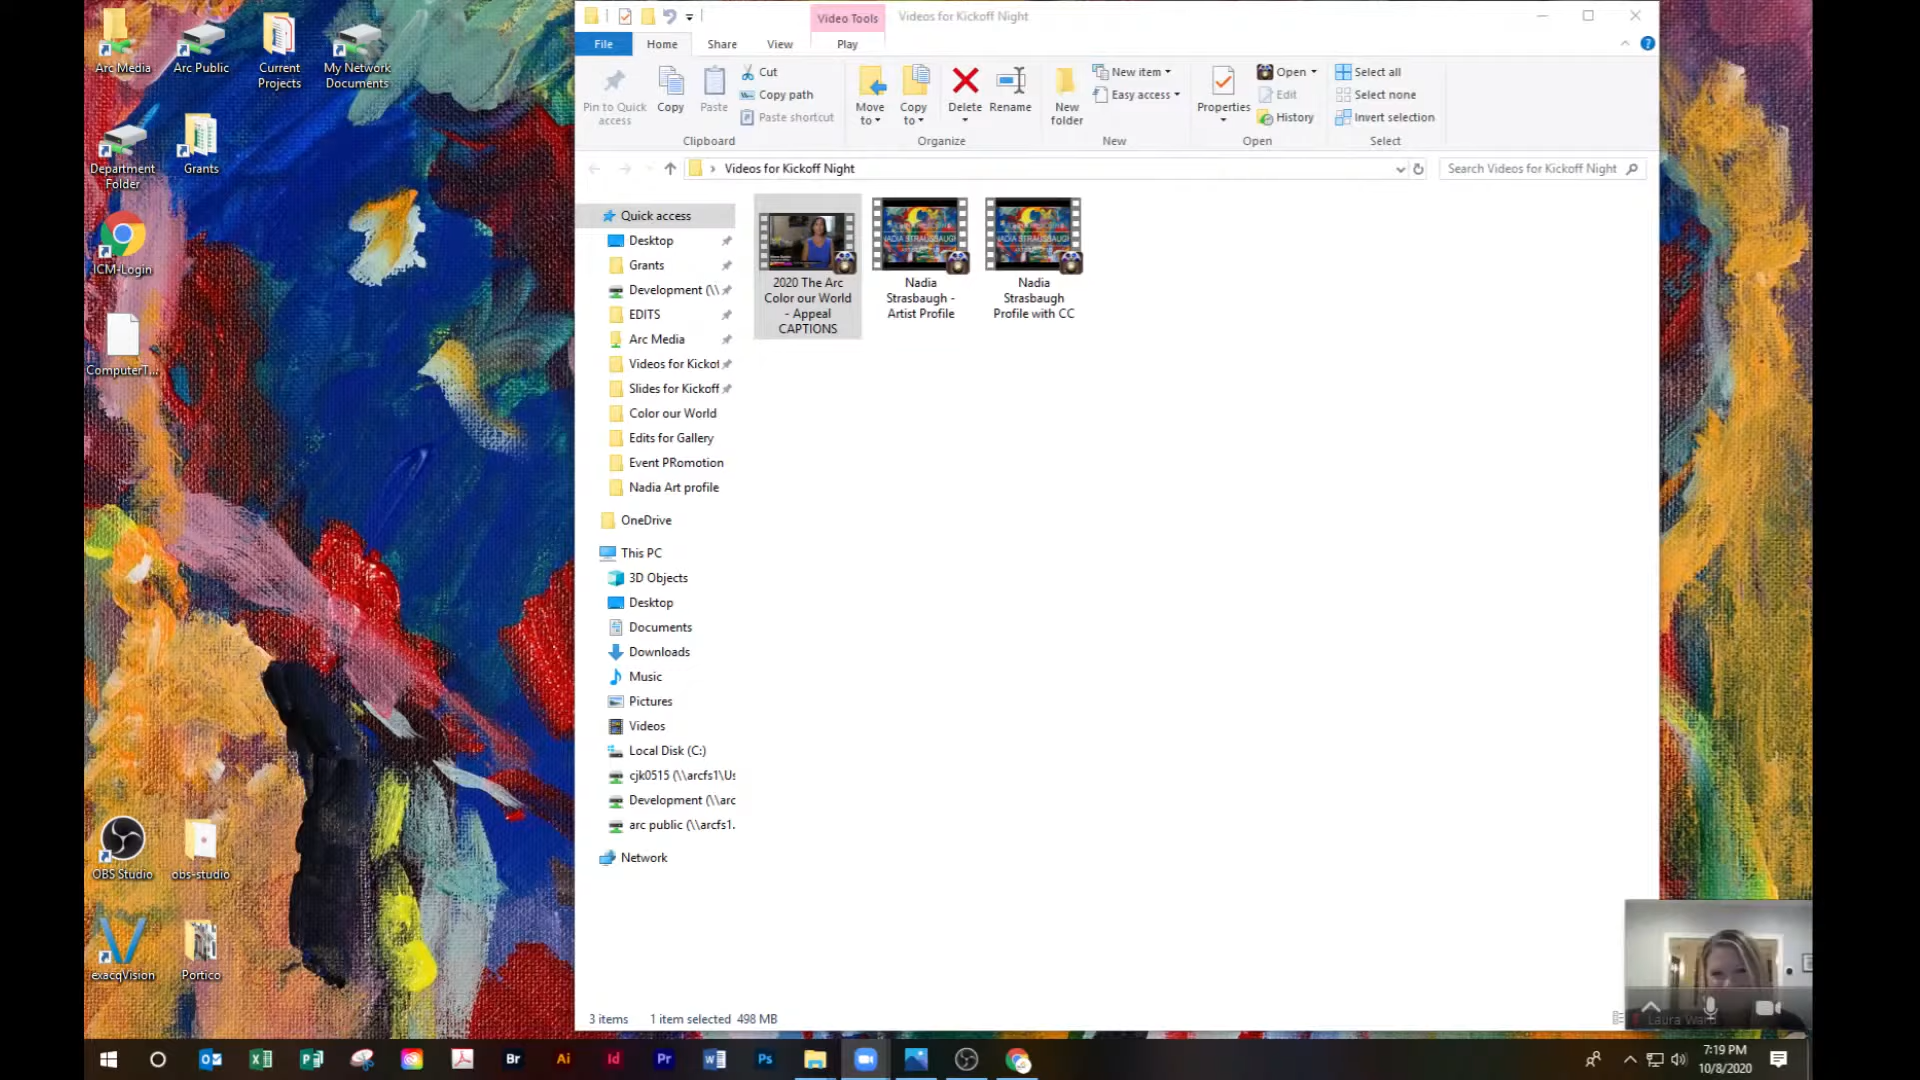 Arc Media
Arc Public
Current
Projects
My Network
Documents
Department
Folder
Grants
ICM-Login
ComputerT...
OBS Studio
obs-studio
exacqVision
Portico
Video Tools
Videos for Kickoff Night
File
Home
Share
View
Play
Pin to Quick
access
Copy
Paste
Cut
Copy path
Paste shortcut
Clipboard
Move
to
Copy
to
Delete
Rename
Organize
New
folder
New item
Easy access
New
Properties
Open
Edit
History
Open
Select all
Select none
Invert selection
Select
Videos for Kickoff Night
Search Videos for Kickoff Night
Quick access
Desktop
Grants
Development (\\
EDITS
Arc Media
Videos for Kickof
Slides for Kickoff
Color our World
Edits for Gallery
Event PRomotion
Nadia Art profile
OneDrive
This PC
3D Objects
Desktop
Documents
Downloads
Music
Pictures
Videos
Local Disk (C:)
cjk0515 (\\arcfs1\Us
Development (\\arc
arc public (\\arcfs1.
Network
2020 The Arc
Color our World
- Appeal
CAPTIONS
Nadia
Strasbaugh -
Artist Profile
Nadia
Strasbaugh
Profile with CC
3 items
1 item selected 498 MB
Laura Ward
Br
Ai
Id
Pr
Ps
7:19 PM
10/8/2020